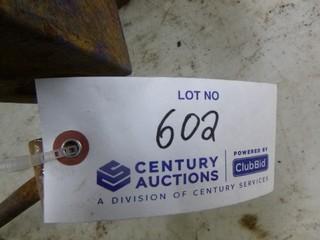 LOT NO
602
CENTURY
AUCTIONS
POWERED BY
ClubBid
A DIVISION OF CENTURY SERVICES